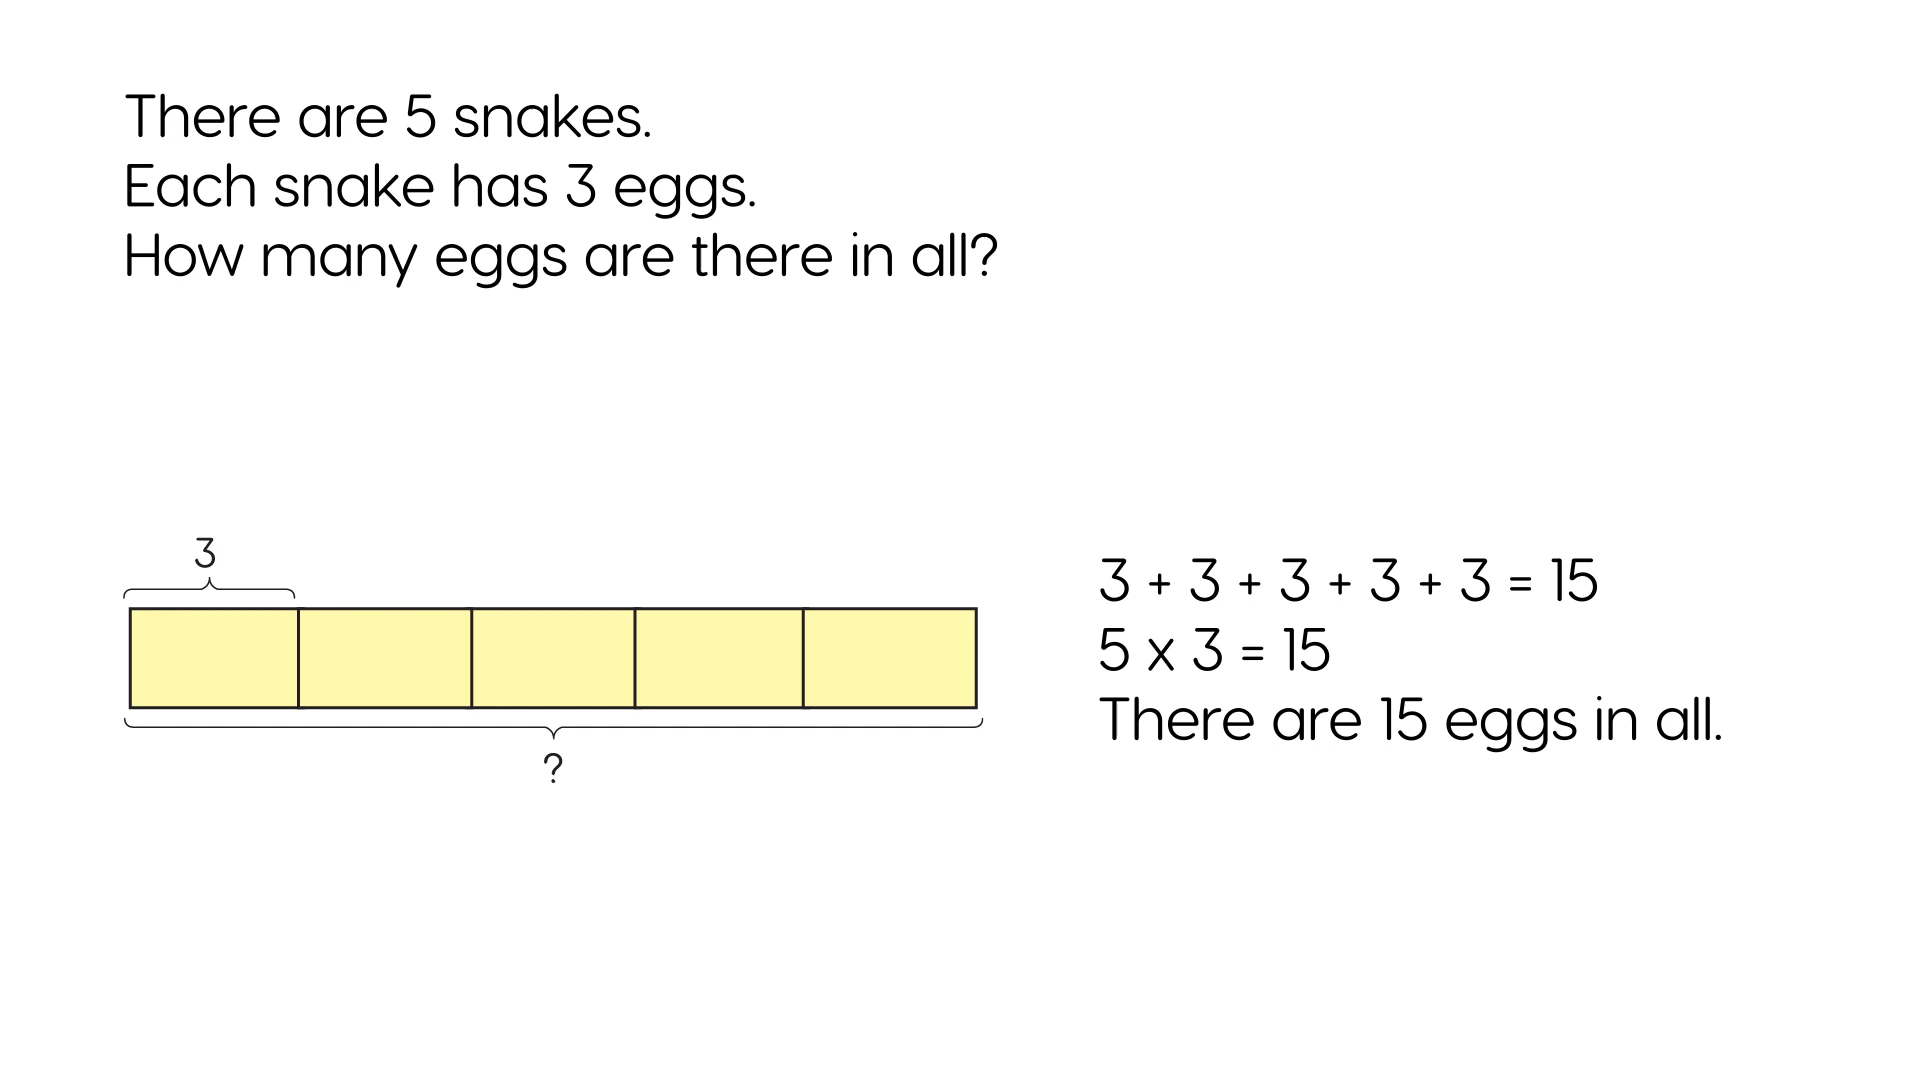 There are 5 snakes.
Each snake has 3 eggs.
How many eggs are there in all?
3
?
3 + 3 + 3 + 3 + 3 = 15
5 x 3 = 15
There are 15 eggs in all.